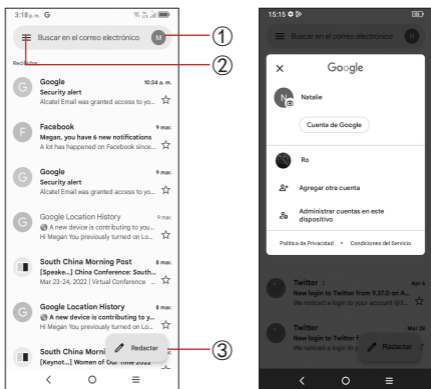 3:18 p. m. G
Buscar en el correo electrónico M
①
②
Recibidos
G Google 10:34 a. m.
Security alert
Alcatel Email was granted access to yo...
F Facebook 9 mar.
Megan, you have 6 new notifications
A lot has happened on Facebook since...
G Google 9 mar.
Security alert
Alcatel Email was granted access to yo...
G Google Location History 9 mar.
A new device is contributing to you...
Hi Megan You previously turned on Lo...
South China Morning Post 8 mar.
[Speake...] China Conference: South...
Mar 23-24, 2022 | Virtual Conference ...
G Google Location History 8 mar.
A new device is contributing to y...
Hi Megan You previously turned on Lo...
South China Morni
[Keynot...] Women of Our Time 2022
Redactar
③
15:15
Buscar en el correo electrónico
Google
N Natalie
Cuenta de Google
Ro
Agregar otra cuenta
Administrar cuentas en este
dispositivo
Política de Privacidad • Condiciones del Servicio
Twitter 2 Apr 6
New login to Twitter from 9.37.0 on A...
We noticed a login to your account @X...
Twitter Mar 28
New login to Twitter f
We noticed a login to y
Redactar